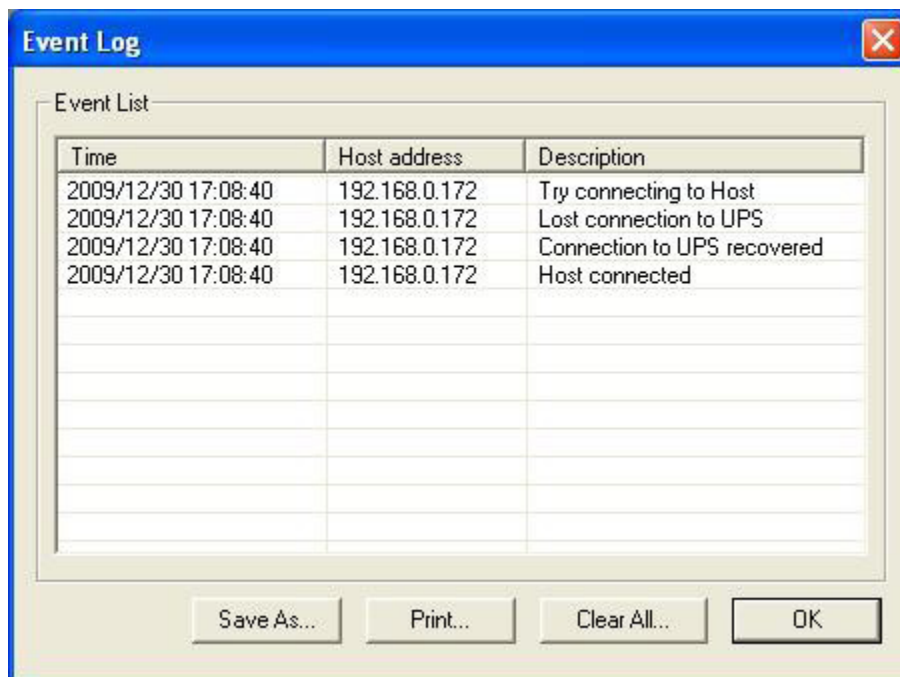 Event Log
Event List
Time Host address Description
2009/12/30 17:08:40 192.168.0.172 Try connecting to Host
2009/12/30 17:08:40 192.168.0.172 Lost connection to UPS
2009/12/30 17:08:40 192.168.0.172 Connection to UPS recovered
2009/12/30 17:08:40 192.168.0.172 Host connected
Save As... Print... Clear All... OK